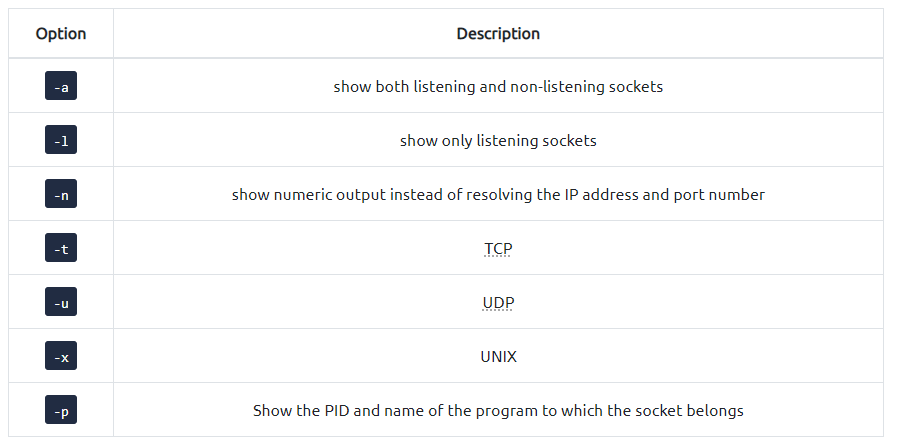 Option Description
-a show both listening and non-listening sockets
-l show only listening sockets
-n show numeric output instead of resolving the IP address and port number
-t TCP
-u UDP
-x UNIX
-p Show the PID and name of the program to which the socket belongs